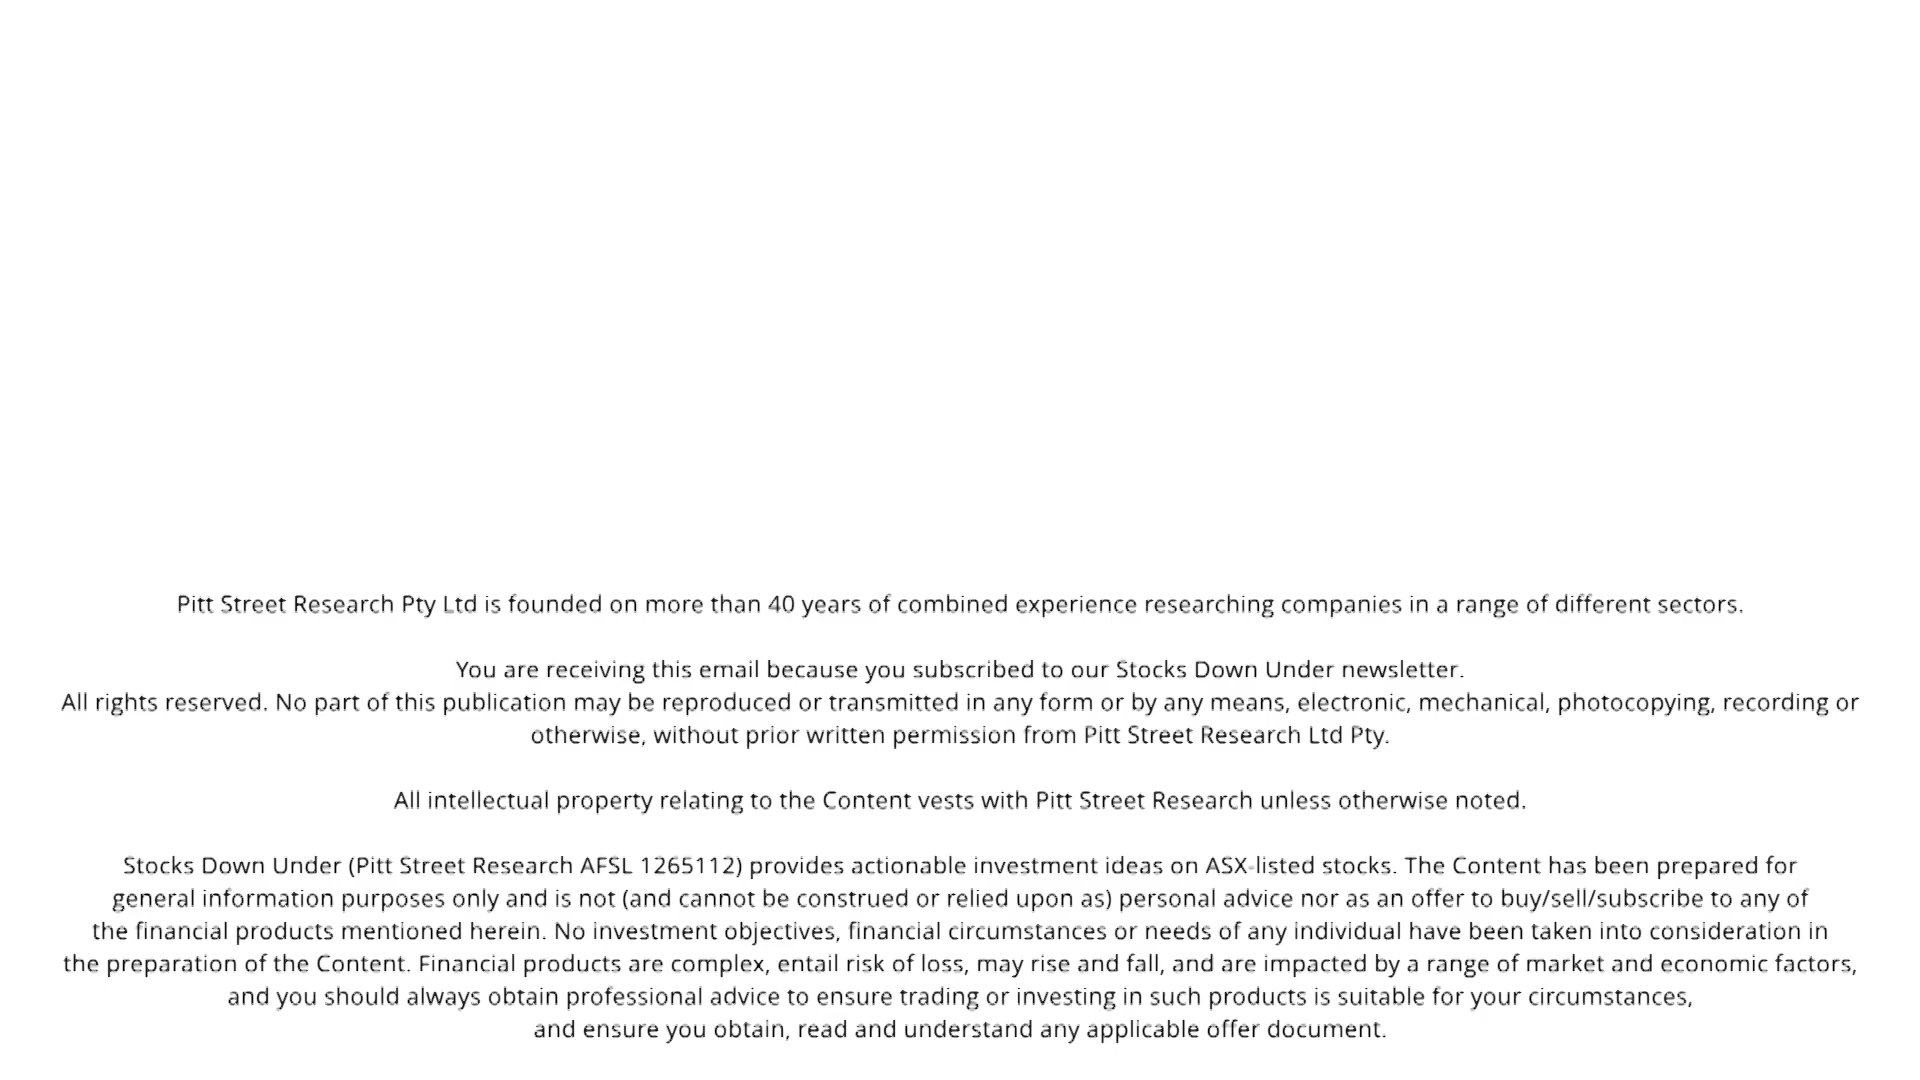 Pitt Street Research Pty Ltd is founded on more than 40 years of combined experience researching companies in a range of different sectors.
You are receiving this email because you subscribed to our Stocks Down Under newsletter.
All rights reserved. No part of this publication may be reproduced or transmitted in any form or by any means, electronic, mechanical, photocopying, recording or
otherwise, without prior written permission from Pitt Street Research Ltd Pty.
All intellectual property relating to the Content vests with Pitt Street Research unless otherwise noted.
Stocks Down Under (Pitt Street Research AFSL 1265112) provides actionable investment ideas on ASX-listed stocks. The Content has been prepared for
general information purposes only and is not (and cannot be construed or relied upon as) personal advice nor as an offer to buy/sell/subscribe to any of
the financial products mentioned herein. No investment objectives, financial circumstances or needs of any individual have been taken into consideration in
the preparation of the Content. Financial products are complex, entail risk of loss, may rise and fall, and are impacted by a range of market and economic factors,
and you should always obtain professional advice to ensure trading or investing in such products is suitable for your circumstances,
and ensure you obtain, read and understand any applicable offer document.